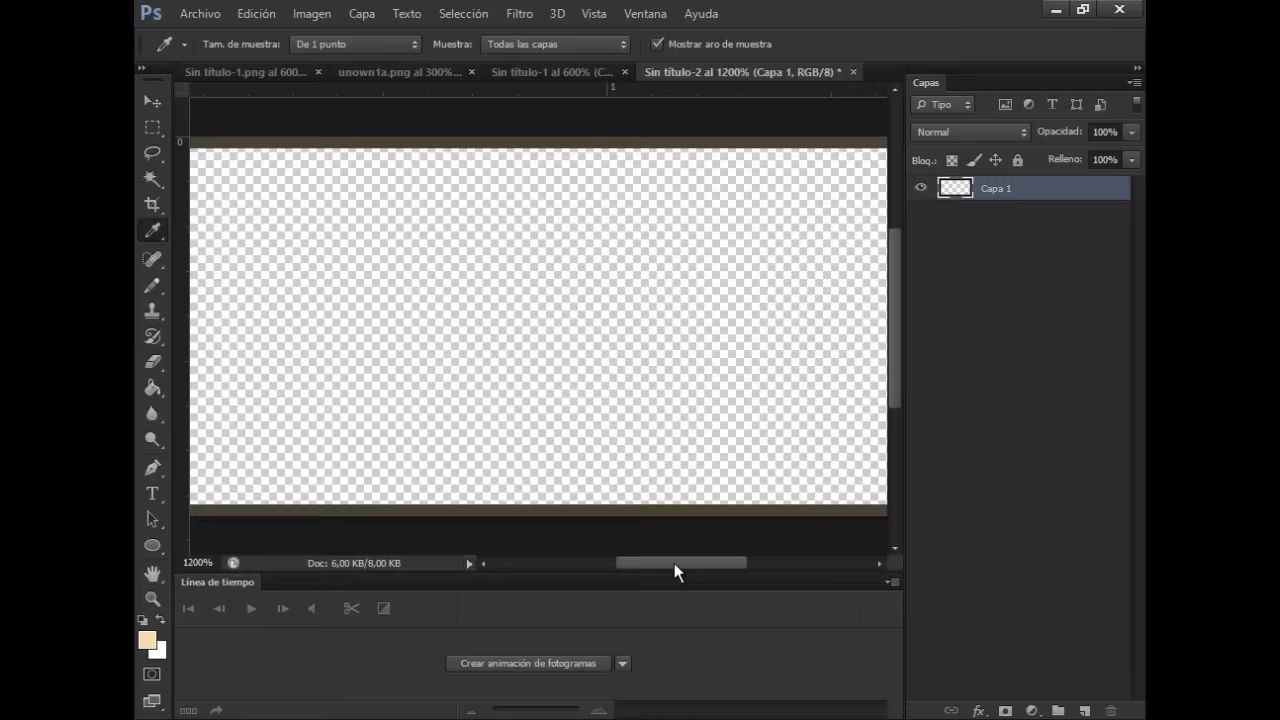 Ps Archivo Edición Imagen Capa Texto Selección Filtro 3D Vista Ventana Ayuda
Tam. de muestra: De 1 punto Muestra: Todas las capas Mostrar aro de muestra
Sin título-1.png al 600... × unown1a.png al 300%... × Sin título-1 al 600% (C... × Sin título-2 al 1200% (Capa 1, RGB/8) * ×
Capas
1
Tipo
Normal Opacidad: 100%
0
Bloq.: Relleno: 100%
Capa 1
1200% Doc: 6,00 KB/8,00 KB
Línea de tiempo
Crear animación de fotogramas
fx